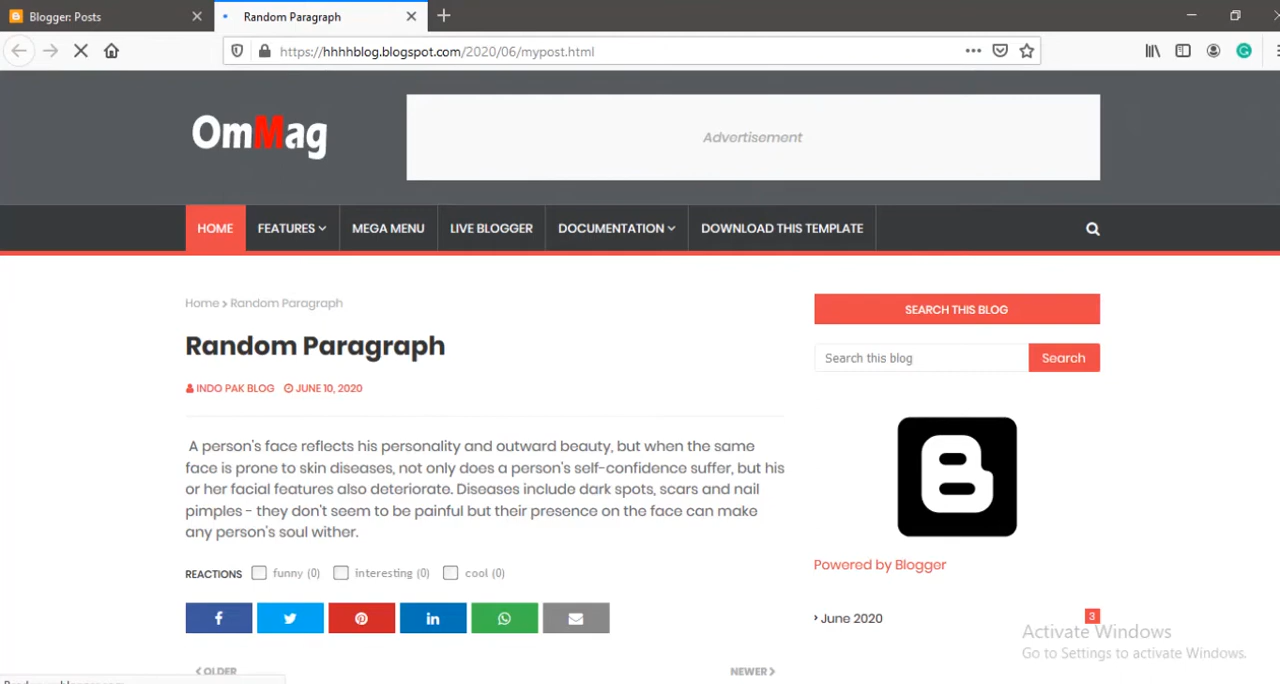 Blogger: Posts
Random Paragraph
https://hhhhblog.blogspot.com/2020/06/mypost.html
OmMag
Advertisement
HOME FEATURES MEGA MENU LIVE BLOGGER DOCUMENTATION DOWNLOAD THIS TEMPLATE
Home > Random Paragraph
Random Paragraph
INDO PAK BLOG JUNE 10, 2020
A person's face reflects his personality and outward beauty, but when the same
face is prone to skin diseases, not only does a person's self-confidence suffer, but his
or her facial features also deteriorate. Diseases include dark spots, scars and nail
pimples - they don't seem to be painful but their presence on the face can make
any person's soul wither.
REACTIONS funny (0) interesting (0) cool (0)
OLDER NEWER
SEARCH THIS BLOG
Search this blog Search
Powered by Blogger
June 2020 3
Activate Windows
Go to Settings to activate Windows.